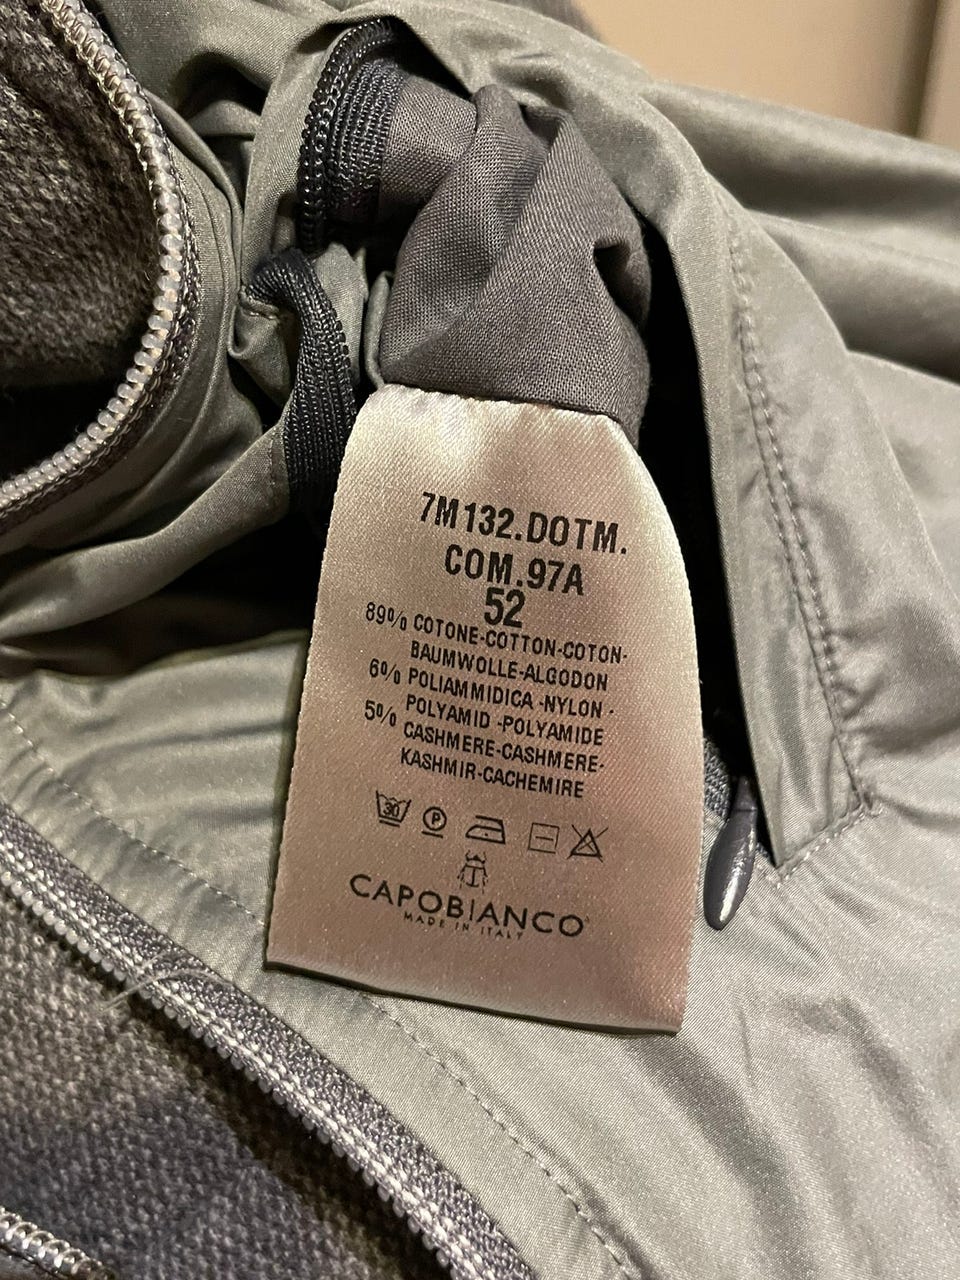 7M132.DOTM.
COM.97A
52
89% COTONE-COTTON-COTON-
BAUMWOLLE-ALGODON
6% POLIAMMIDICA -NYLON -
POLYAMID -POLYAMIDE
5% CASHMERE-CASHMERE-
KASHMIR-CACHEMIRE
30 P
CAPOBIANCO
MADE IN ITALY